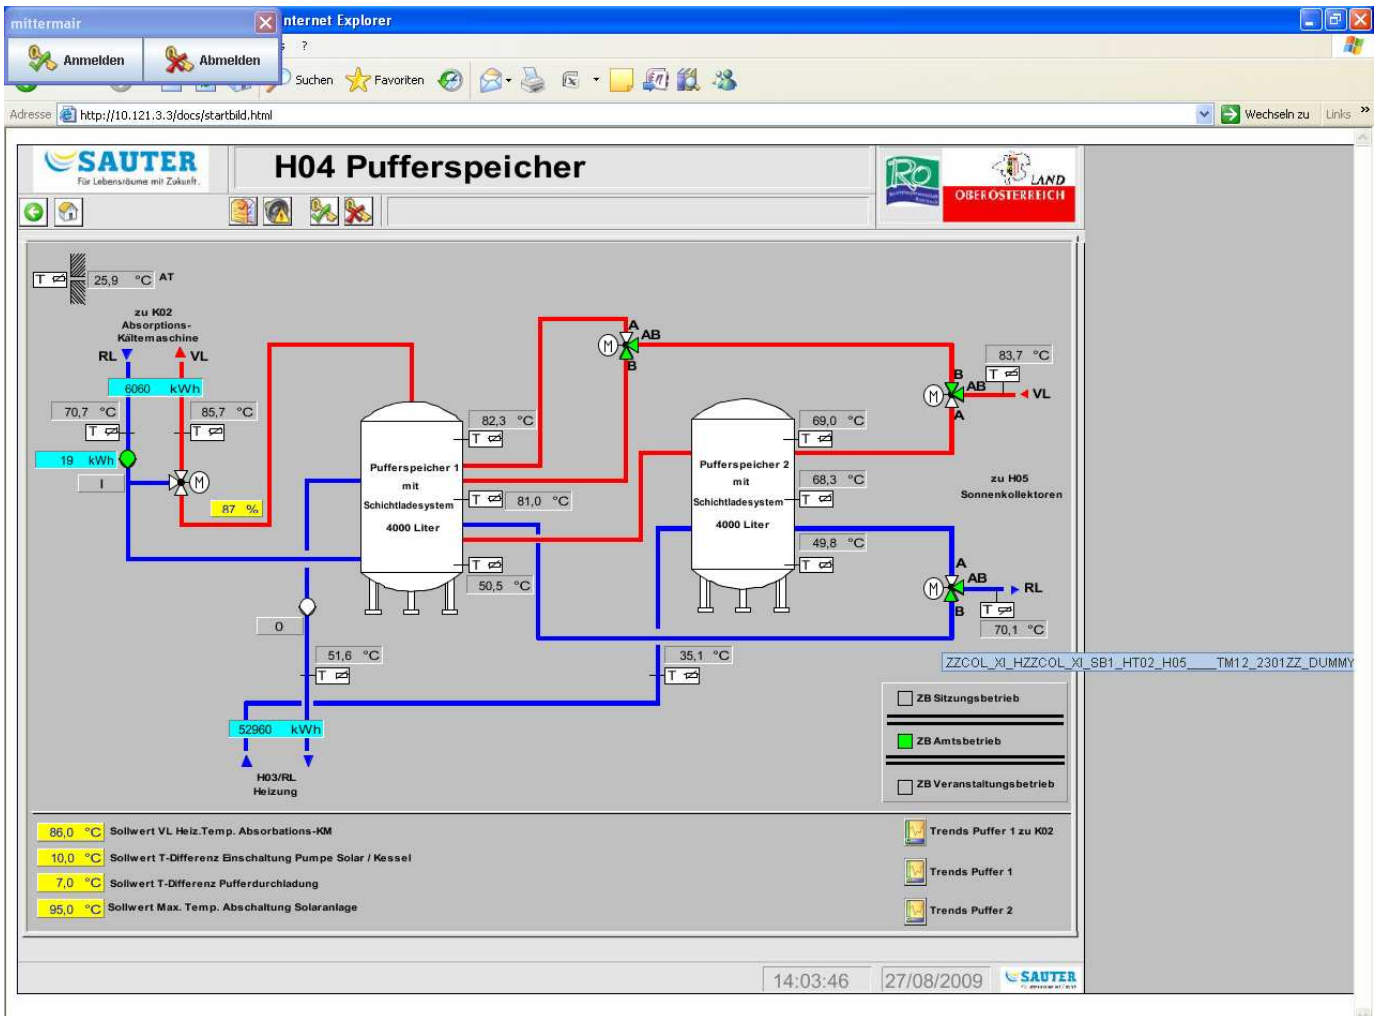 mittermair
Internet Explorer
Anmelden
Abmelden
?
Suchen
Favoriten
Adresse
http://10.121.3.3/docs/startbild.html
Wechseln zu
Links
SAUTER
Für Lebensräume mit Zukunft.
H04 Pufferspeicher
RO
LAND
OBERÖSTERREICH
T
25,9 °C
AT
zu K02
Absorptions-
Kältemaschine
RL
VL
6060 kWh
70,7 °C
85,7 °C
T
T
19 kWh
I
M
87 %
A
AB
M
B
83,7 °C
T
B
AB
M
VL
A
82,3 °C
T
69,0 °C
T
Pufferspeicher 1
mit
Schichtladesystem
4000 Liter
T
81,0 °C
Pufferspeicher 2
mit
Schichtladesystem
4000 Liter
68,3 °C
T
zu H05
Sonnenkollektoren
49,8 °C
T
T
50,5 °C
A
AB
M
RL
B
T
70,1 °C
0
51,6 °C
T
35,1 °C
T
ZZCOL_XI_HZZCOL_XI_SB1_HT02_H05____TM12_2301ZZ_DUMMY
52960 kWh
H03/RL
Heizung
ZB Sitzungsbetrieb
ZB Amtsbetrieb
ZB Veranstaltungsbetrieb
86,0 °C Sollwert VL Heiz.Temp. Absorbations-KM
10,0 °C Sollwert T-Differenz Einschaltung Pumpe Solar / Kessel
7,0 °C Sollwert T-Differenz Pufferdurchladung
95,0 °C Sollwert Max. Temp. Abschaltung Solaranlage
Trends Puffer 1 zu K02
Trends Puffer 1
Trends Puffer 2
14:03:46
27/08/2009
SAUTER